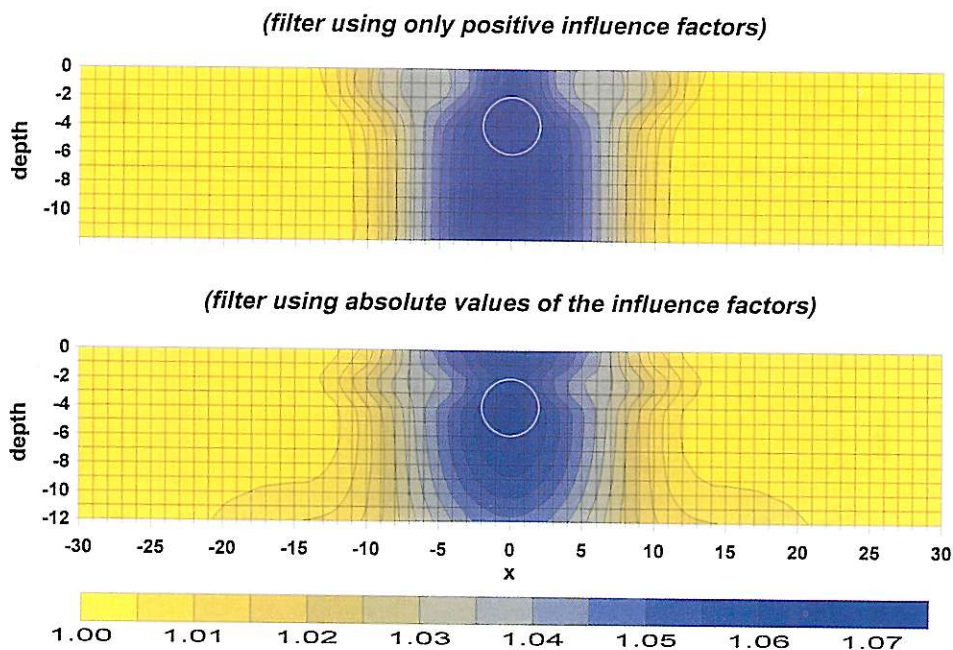 (filter using only positive influence factors)
0
-2
-4
-6
-8
-10
depth
(filter using absolute values of the influence factors)
0
-2
-4
-6
-8
-10
-12
depth
-30 -25 -20 -15 -10 -5 0 5 10 15 20 25 30
x
1.00 1.01 1.02 1.03 1.04 1.05 1.06 1.07